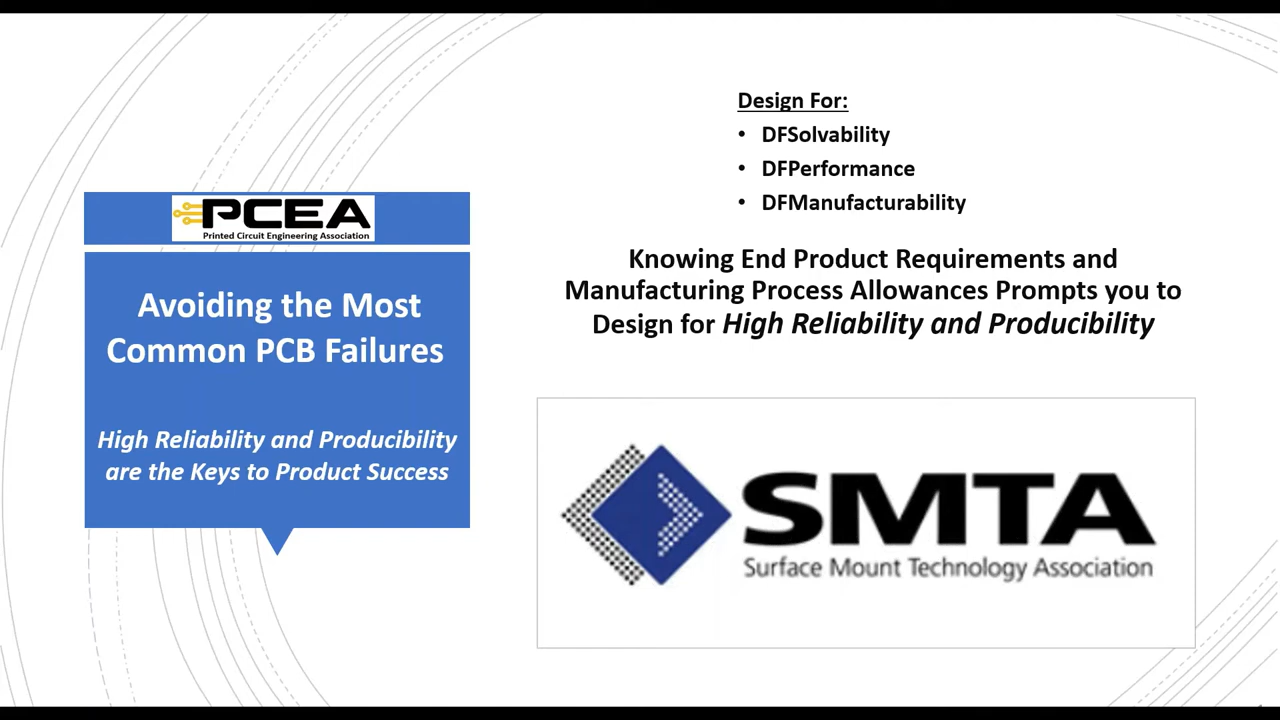 PCEA
Printed Circuit Engineering Association
Avoiding the Most
Common PCB Failures
High Reliability and Producibility
are the Keys to Product Success
Design For:
• DFSolvability
• DFPerformance
• DFManufacturability
Knowing End Product Requirements and
Manufacturing Process Allowances Prompts you to
Design for High Reliability and Producibility
SMTA
Surface Mount Technology Association